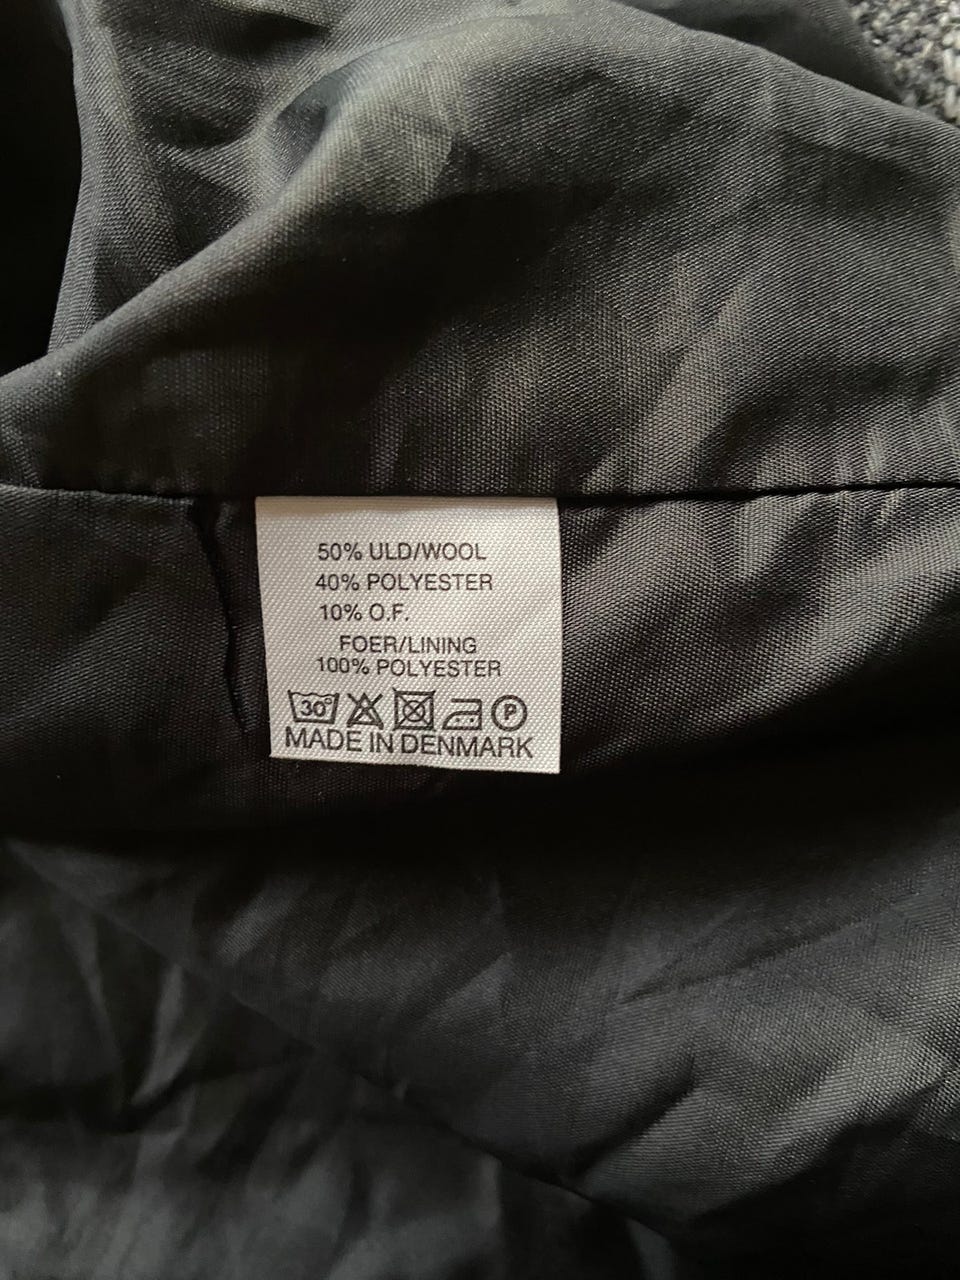 50% ULD/WOOL
40% POLYESTER
10% O.F.
FOER/LINING
100% POLYESTER
30° P
MADE IN DENMARK